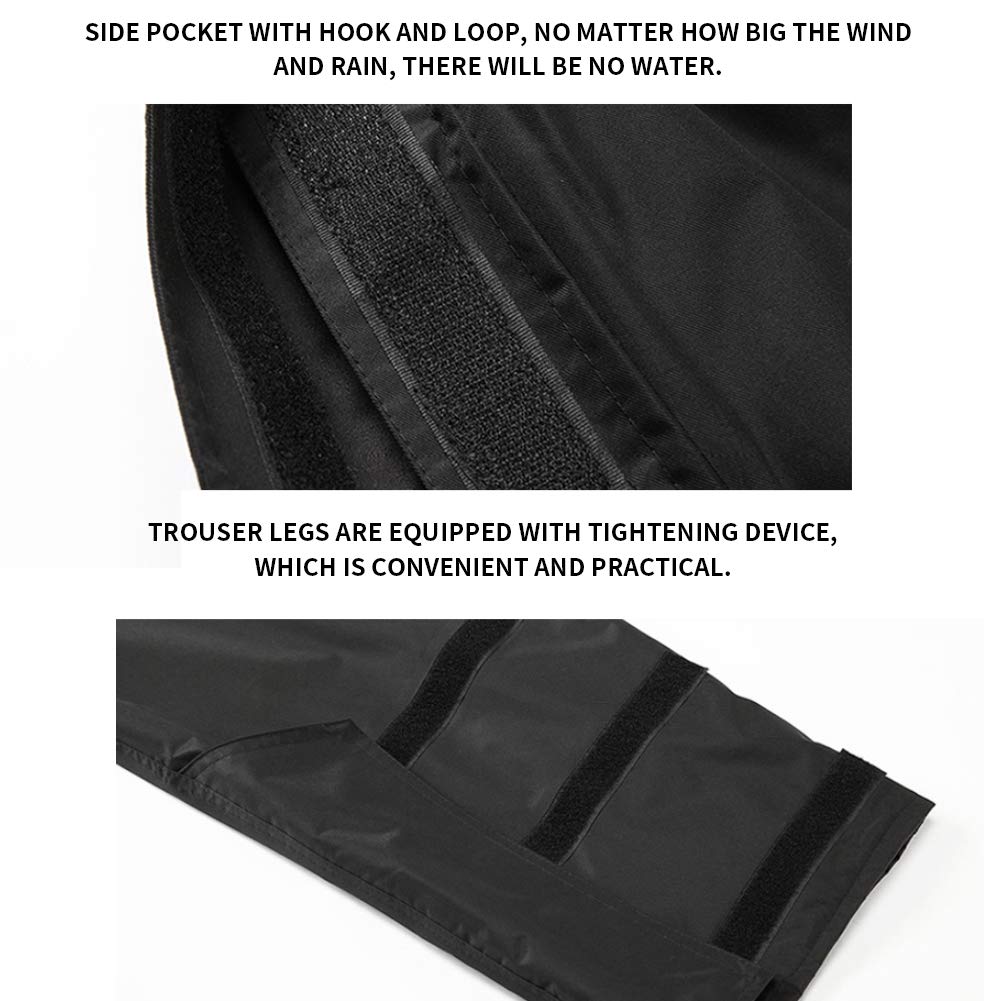 SIDE POCKET WITH HOOK AND LOOP, NO MATTER HOW BIG THE WIND
AND RAIN, THERE WILL BE NO WATER.
TROUSER LEGS ARE EQUIPPED WITH TIGHTENING DEVICE,
WHICH IS CONVENIENT AND PRACTICAL.